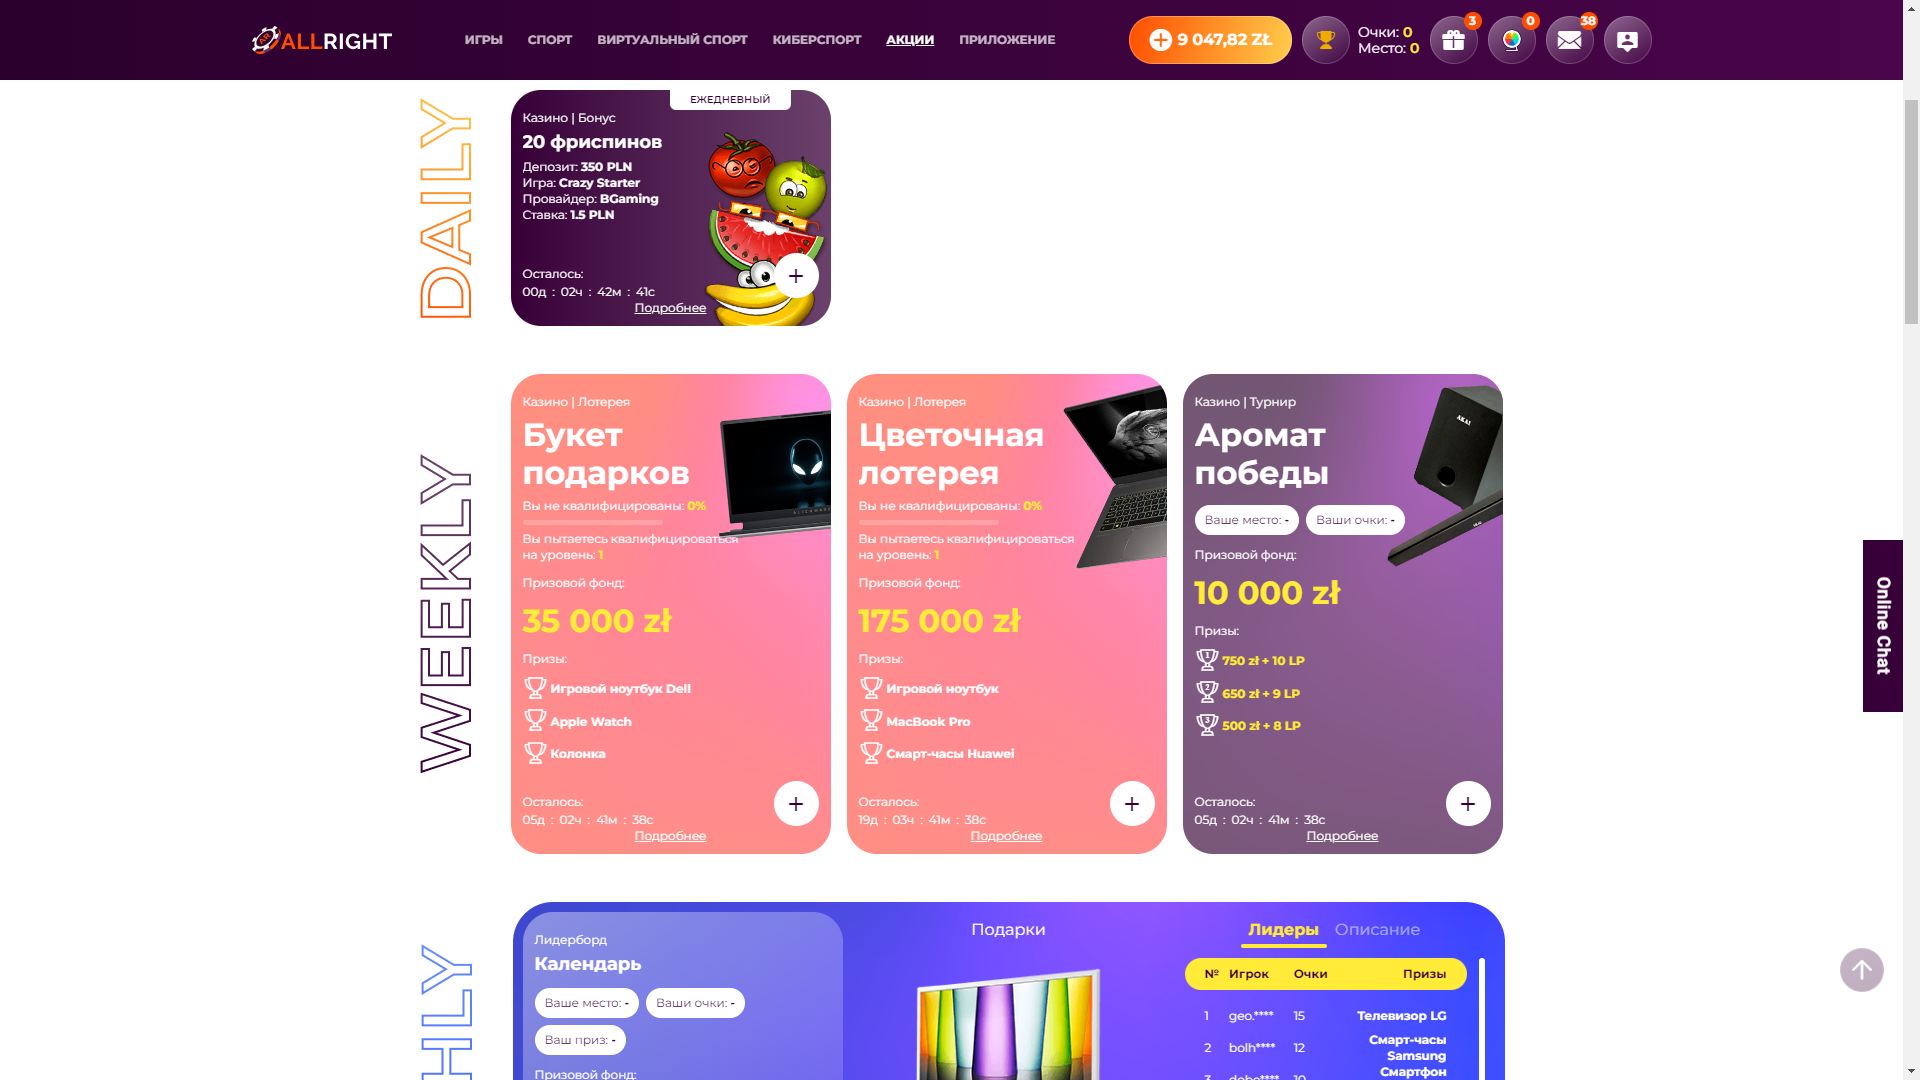 ALLRIGHT
ИГРЫ
СПОРТ
ВИРТУАЛЬНЫЙ СПОРТ
КИБЕРСПОРТ
АКЦИИ
ПРИЛОЖЕНИЕ
9 047,82 ZŁ
Очки: 0
Место: 0
3
0
38
DAILY
ЕЖЕДНЕВНЫЙ
Казино | Бонус
20 фриспинов
Депозит: 350 PLN
Игра: Crazy Starter
Провайдер: BGaming
Ставка: 1.5 PLN
Осталось:
00д : 02ч : 42м : 41с
Подробнее
WEEKLY
Казино | Лотерея
Букет
подарков
Вы не квалифицированы: 0%
Вы пытаетесь квалифицироваться
на уровень: 1
Призовой фонд:
35 000 zł
Призы:
Игровой ноутбук Dell
Apple Watch
Колонка
Осталось:
05д : 02ч : 41м : 38с
Подробнее
Казино | Лотерея
Цветочная
лотерея
Вы не квалифицированы: 0%
Вы пытаетесь квалифицироваться
на уровень: 1
Призовой фонд:
175 000 zł
Призы:
Игровой ноутбук
MacBook Pro
Смарт-часы Huawei
Осталось:
19д : 03ч : 41м : 38с
Подробнее
Казино | Турнир
Аромат
победы
AKAI
Ваше место: -
Ваши очки: -
Призовой фонд:
10 000 zł
Призы:
1 750 zł + 10 LP
2 650 zł + 9 LP
3 500 zł + 8 LP
Осталось:
05д : 02ч : 41м : 38с
Подробнее
Online Chat
HLY
Лидерборд
Календарь
Ваше место: -
Ваши очки: -
Ваш приз: -
Призовой фонд:
Подарки
Лидеры
Описание
№ Игрок Очки Призы
1 geo.**** 15 Телевизор LG
2 bolh**** 12 Смарт-часы
Samsung
Смартфон